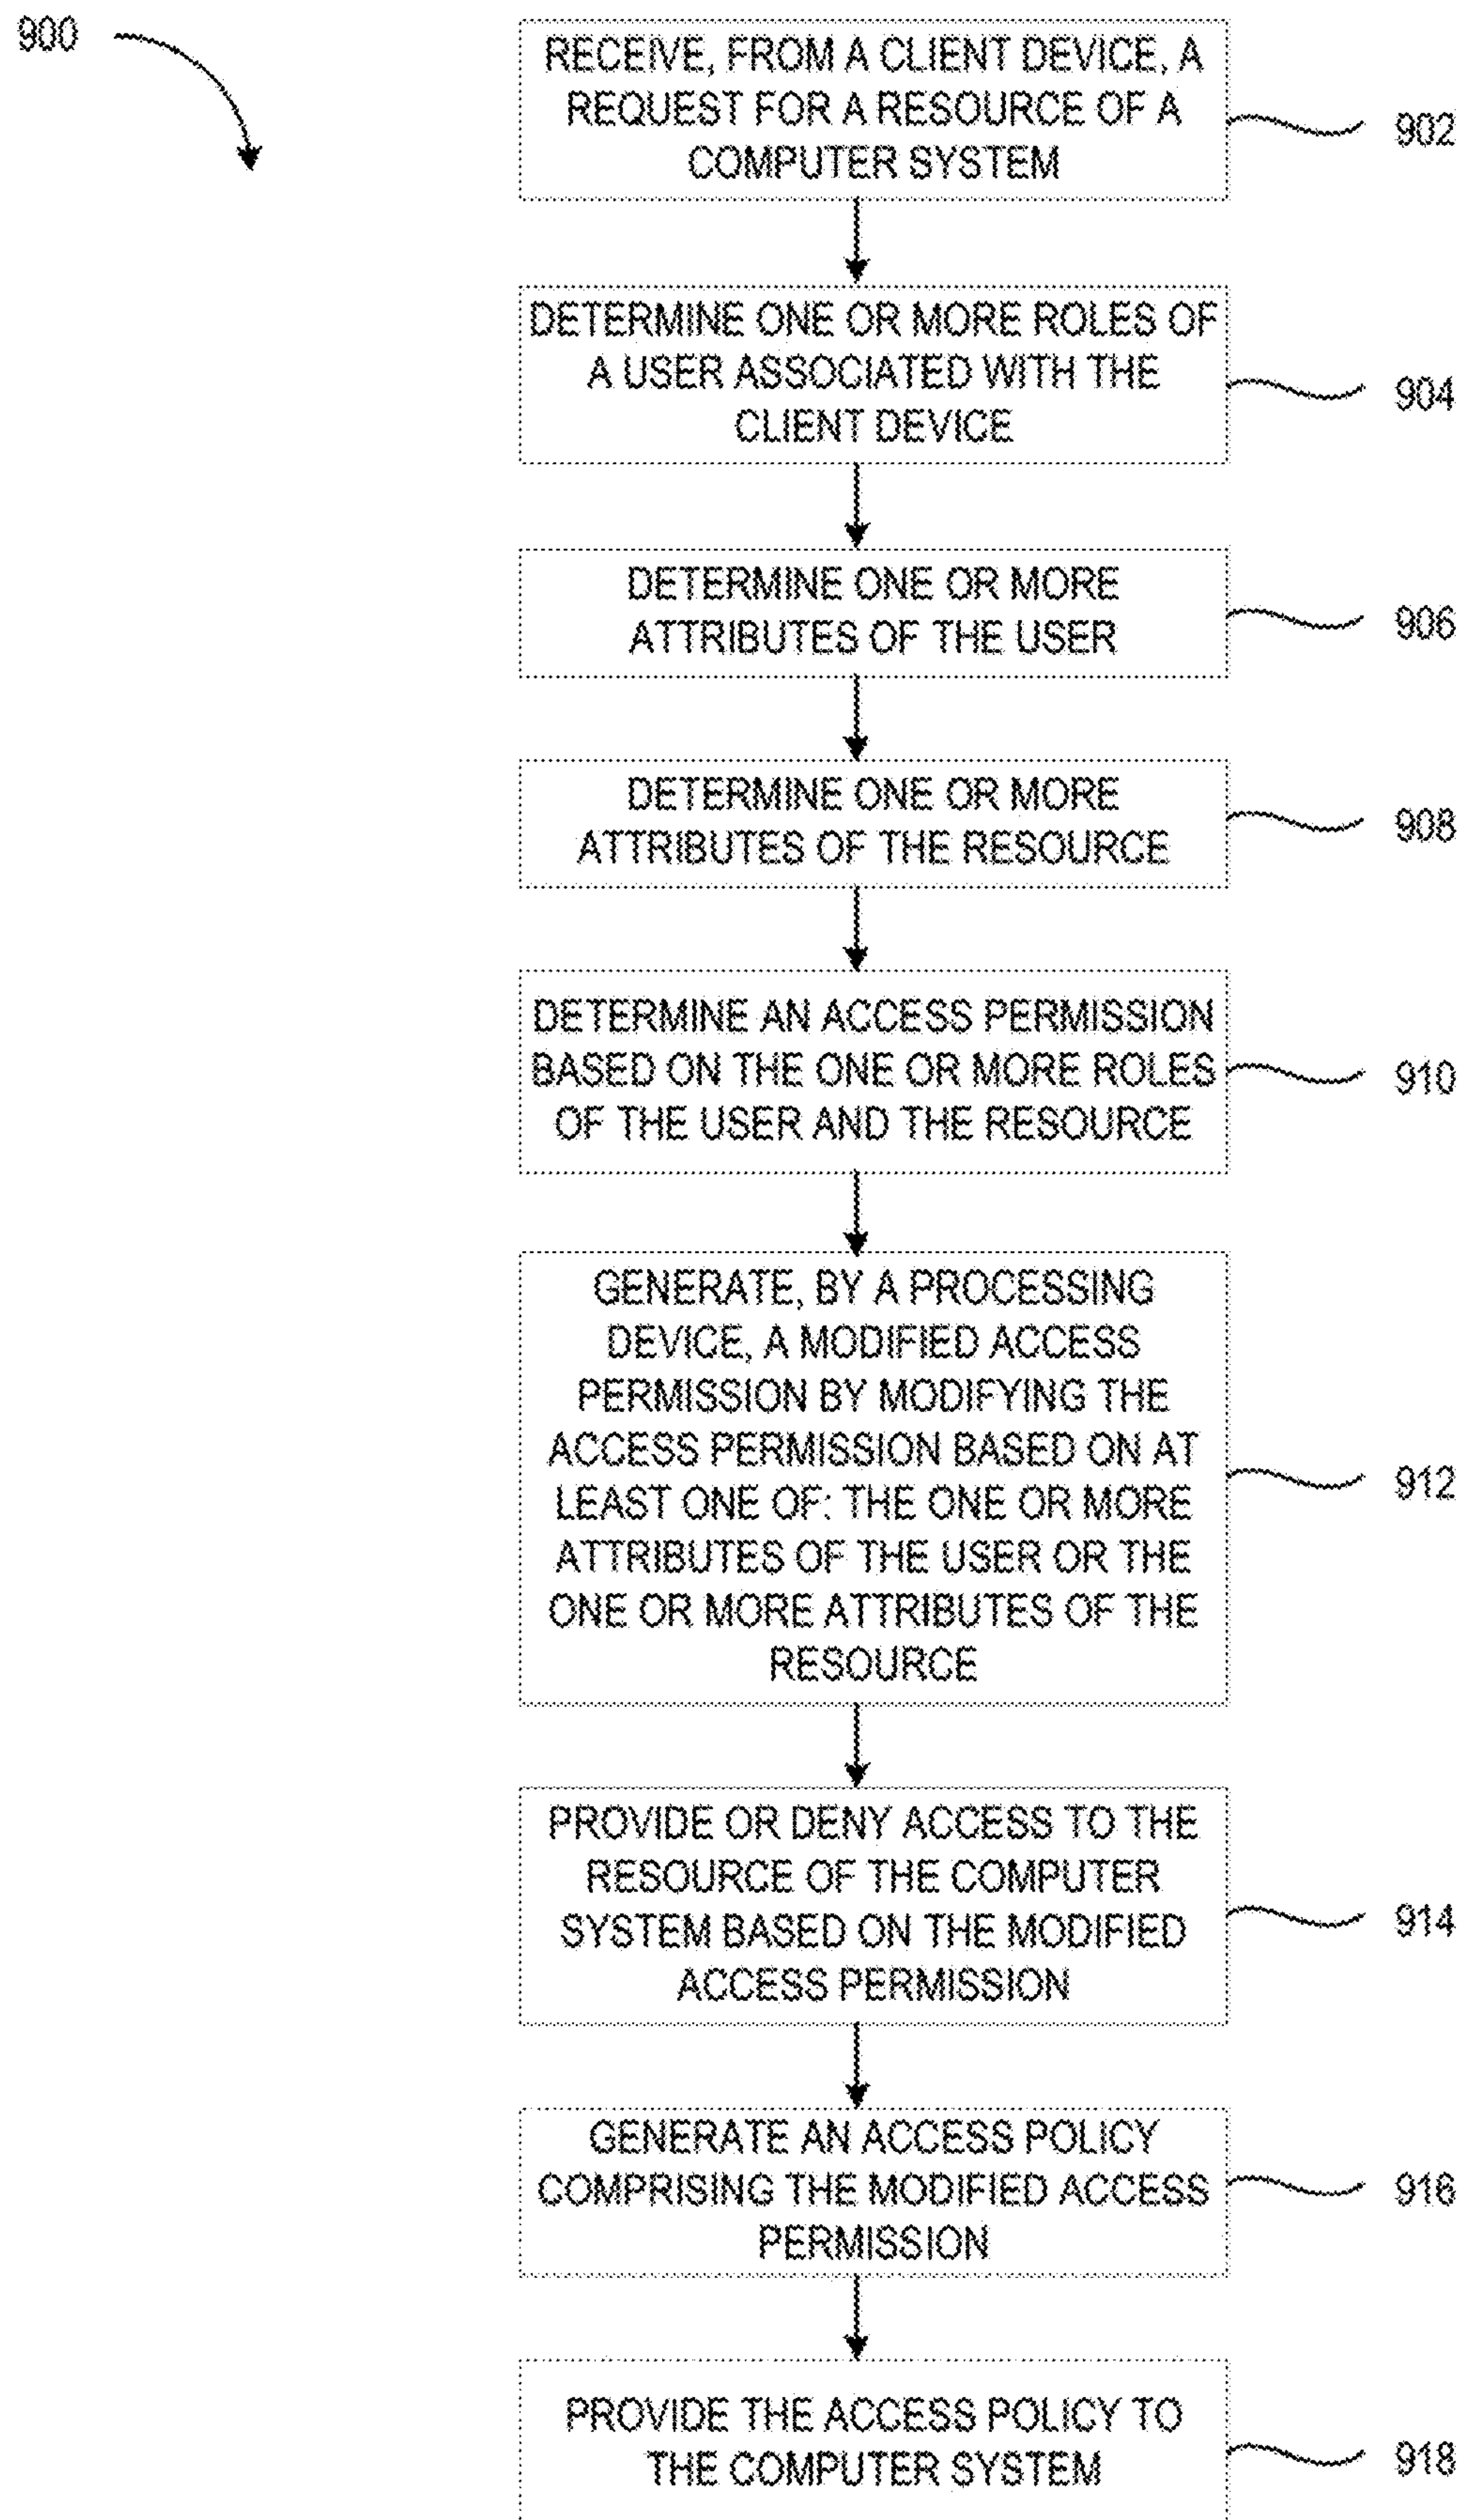 900
RECEIVE, FROM A CLIENT DEVICE, A
REQUEST FOR A RESOURCE OF A
COMPUTER SYSTEM
902
DETERMINE ONE OR MORE ROLES OF
A USER ASSOCIATED WITH THE
CLIENT DEVICE
904
DETERMINE ONE OR MORE
ATTRIBUTES OF THE USER
906
DETERMINE ONE OR MORE
ATTRIBUTES OF THE RESOURCE
908
DETERMINE AN ACCESS PERMISSION
BASED ON THE ONE OR MORE ROLES
OF THE USER AND THE RESOURCE
910
GENERATE, BY A PROCESSING
DEVICE, A MODIFIED ACCESS
PERMISSION BY MODIFYING THE
ACCESS PERMISSION BASED ON AT
LEAST ONE OF: THE ONE OR MORE
ATTRIBUTES OF THE USER OR THE
ONE OR MORE ATTRIBUTES OF THE
RESOURCE
912
PROVIDE OR DENY ACCESS TO THE
RESOURCE OF THE COMPUTER
SYSTEM BASED ON THE MODIFIED
ACCESS PERMISSION
914
GENERATE AN ACCESS POLICY
COMPRISING THE MODIFIED ACCESS
PERMISSION
916
PROVIDE THE ACCESS POLICY TO
THE COMPUTER SYSTEM
918